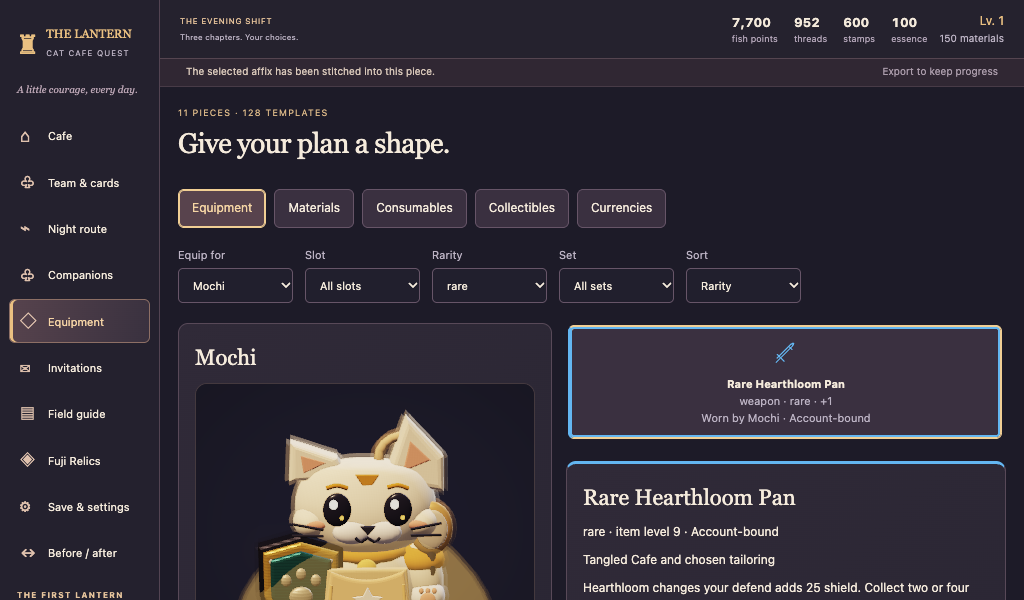 THE LANTERN
CAT CAFE QUEST
A little courage, every day.
Cafe
Team & cards
Night route
Companions
Equipment
Invitations
Field guide
Fuji Relics
Save & settings
Before / after
THE FIRST LANTERN
THE EVENING SHIFT
Three chapters. Your choices.
7,700 fish points
952 threads
600 stamps
100 essence
Lv. 1
150 materials
The selected affix has been stitched into this piece.
Export to keep progress
11 PIECES · 128 TEMPLATES
Give your plan a shape.
Equipment Materials Consumables Collectibles Currencies
Equip for Slot Rarity Set Sort
Mochi All slots rare All sets Rarity
Mochi
Rare Hearthloom Pan
weapon · rare · +1
Worn by Mochi · Account-bound
Rare Hearthloom Pan
rare · item level 9 · Account-bound
Tangled Cafe and chosen tailoring
Hearthloom changes your defend adds 25 shield. Collect two or four